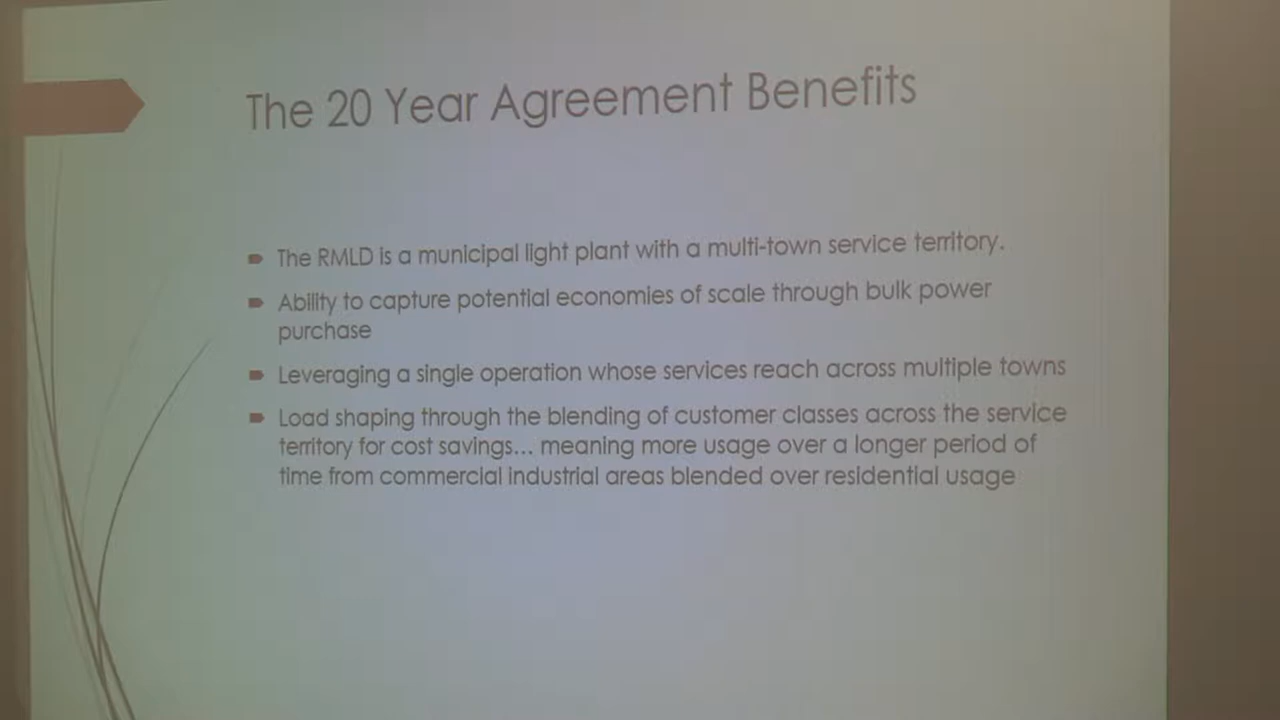 The 20 Year Agreement Benefits
The RMLD is a municipal light plant with a multi-town service territory.
Ability to capture potential economies of scale through bulk power
purchase
Leveraging a single operation whose services reach across multiple towns
Load shaping through the blending of customer classes across the service
territory for cost savings... meaning more usage over a longer period of
time from commercial industrial areas blended over residential usage